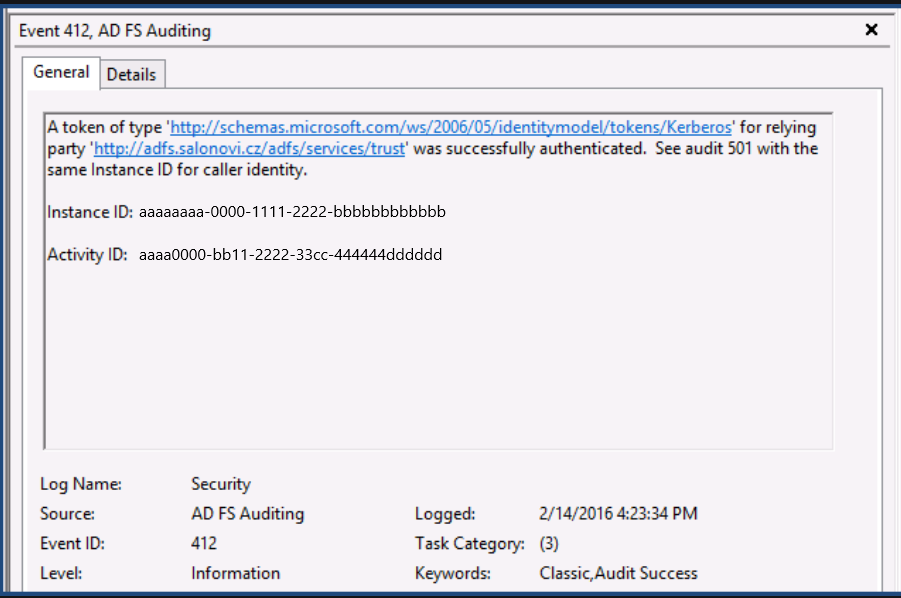 Event 412, AD FS Auditing
General Details
A token of type 'http://schemas.microsoft.com/ws/2006/05/identitymodel/tokens/Kerberos' for relying
party 'http://adfs.salonovi.cz/adfs/services/trust' was successfully authenticated.  See audit 501 with the
same Instance ID for caller identity.
Instance ID: aaaaaaaa-0000-1111-2222-bbbbbbbbbbbb
Activity ID: aaaa0000-bb11-2222-33cc-444444dddddd
Log Name: Security
Source: AD FS Auditing Logged: 2/14/2016 4:23:34 PM
Event ID: 412 Task Category: (3)
Level: Information Keywords: Classic,Audit Success